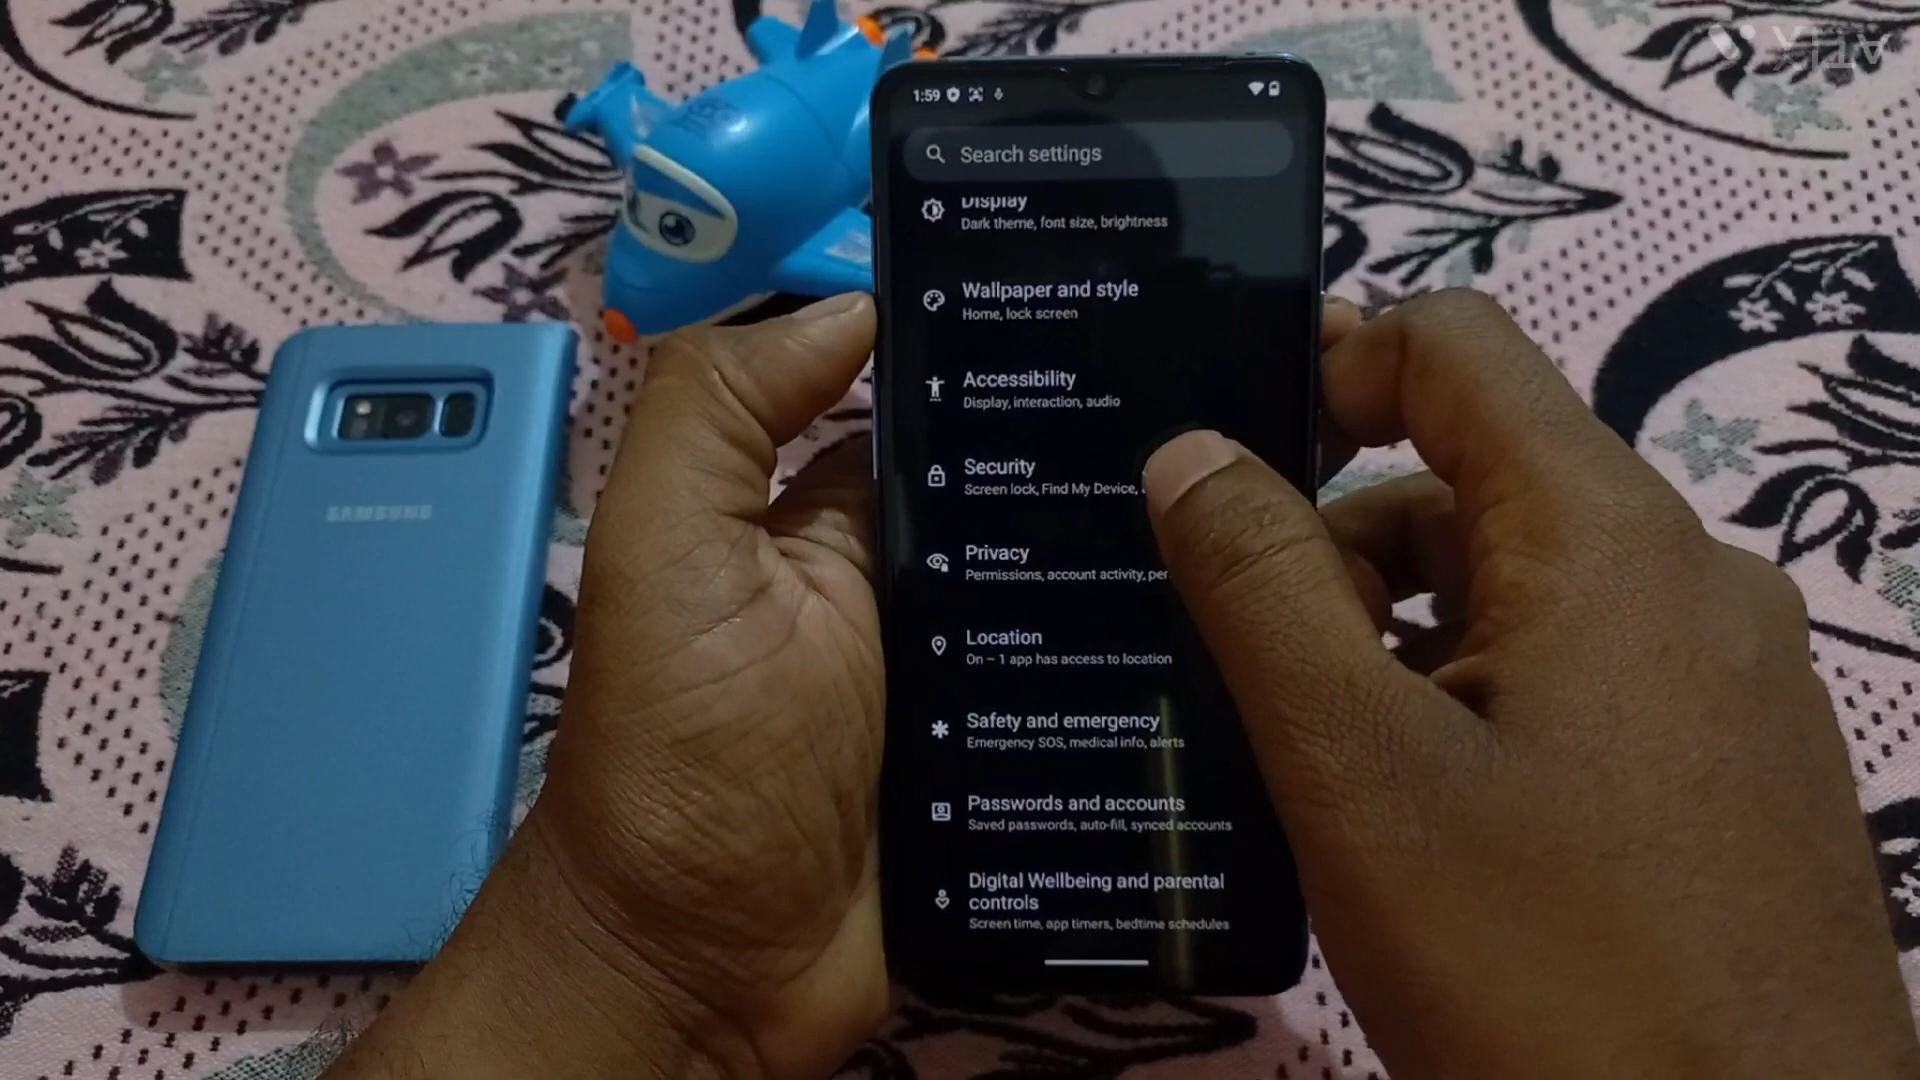 VITA
1:59
Search settings
Display
Dark theme, font size, brightness
Wallpaper and style
Home, lock screen
Accessibility
Display, interaction, audio
Security
Screen lock, Find My Device,
Privacy
Permissions, account activity, per
Location
On – 1 app has access to location
Safety and emergency
Emergency SOS, medical info, alerts
Passwords and accounts
Saved passwords, auto-fill, synced accounts
Digital Wellbeing and parental
controls
Screen time, app timers, bedtime schedules
SAMSUNG